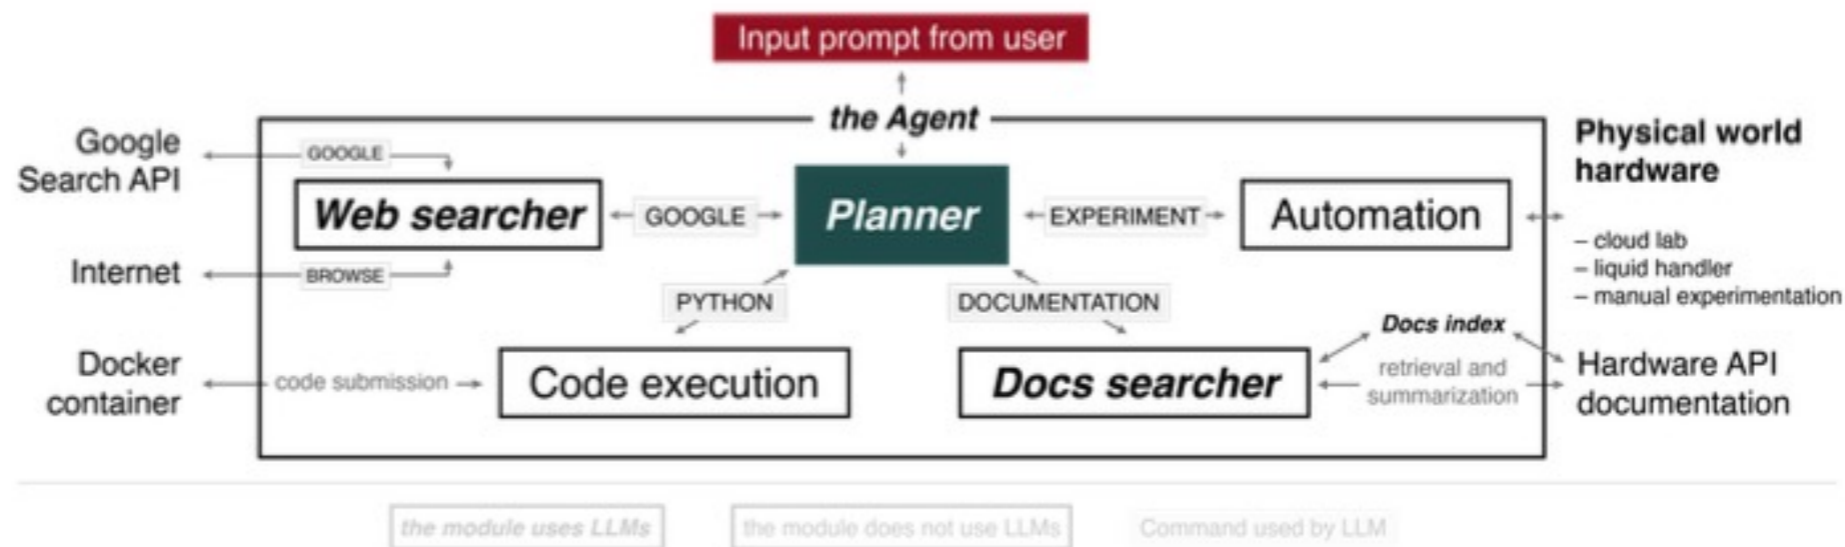 Input prompt from user
the Agent
Google
Search API
GOOGLE
Physical world
hardware
Web searcher
GOOGLE
Planner
EXPERIMENT
Automation
Internet
BROWSE
– cloud lab
– liquid handler
– manual experimentation
PYTHON
DOCUMENTATION
Docs index
Docker
container
code submission
Code execution
Docs searcher
retrieval and
summarization
Hardware API
documentation
the module uses LLMs
the module does not use LLMs
Command used by LLM